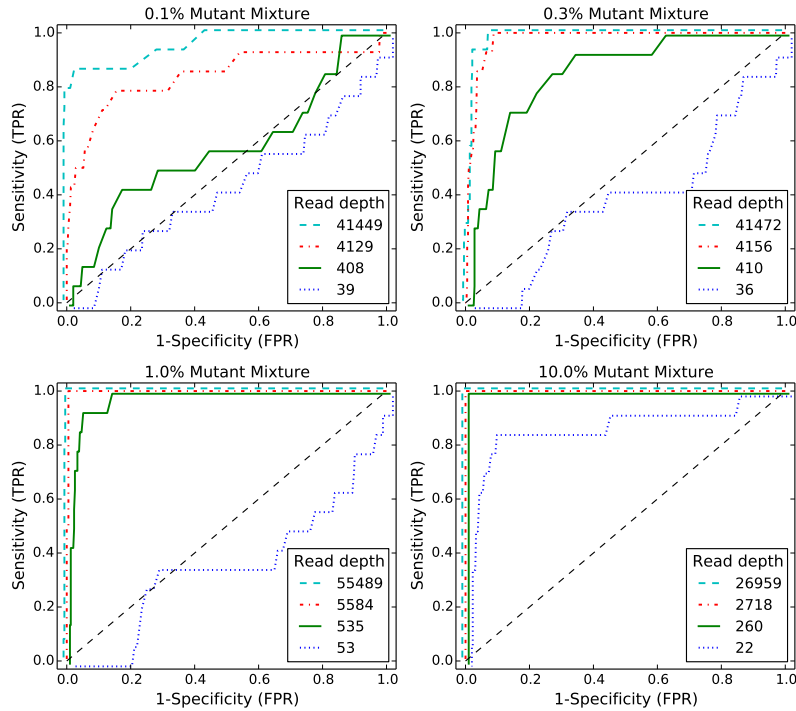 0.1% Mutant Mixture
Sensitivity (TPR)
1.0
0.8
0.6
0.4
0.2
0.0
Read depth
41449
4129
408
39
0.0 0.2 0.4 0.6 0.8 1.0
1-Specificity (FPR)
0.3% Mutant Mixture
Sensitivity (TPR)
1.0
0.8
0.6
0.4
0.2
0.0
Read depth
41472
4156
410
36
0.0 0.2 0.4 0.6 0.8 1.0
1-Specificity (FPR)
1.0% Mutant Mixture
Sensitivity (TPR)
1.0
0.8
0.6
0.4
0.2
0.0
Read depth
55489
5584
535
53
0.0 0.2 0.4 0.6 0.8 1.0
1-Specificity (FPR)
10.0% Mutant Mixture
Sensitivity (TPR)
1.0
0.8
0.6
0.4
0.2
0.0
Read depth
26959
2718
260
22
0.0 0.2 0.4 0.6 0.8 1.0
1-Specificity (FPR)